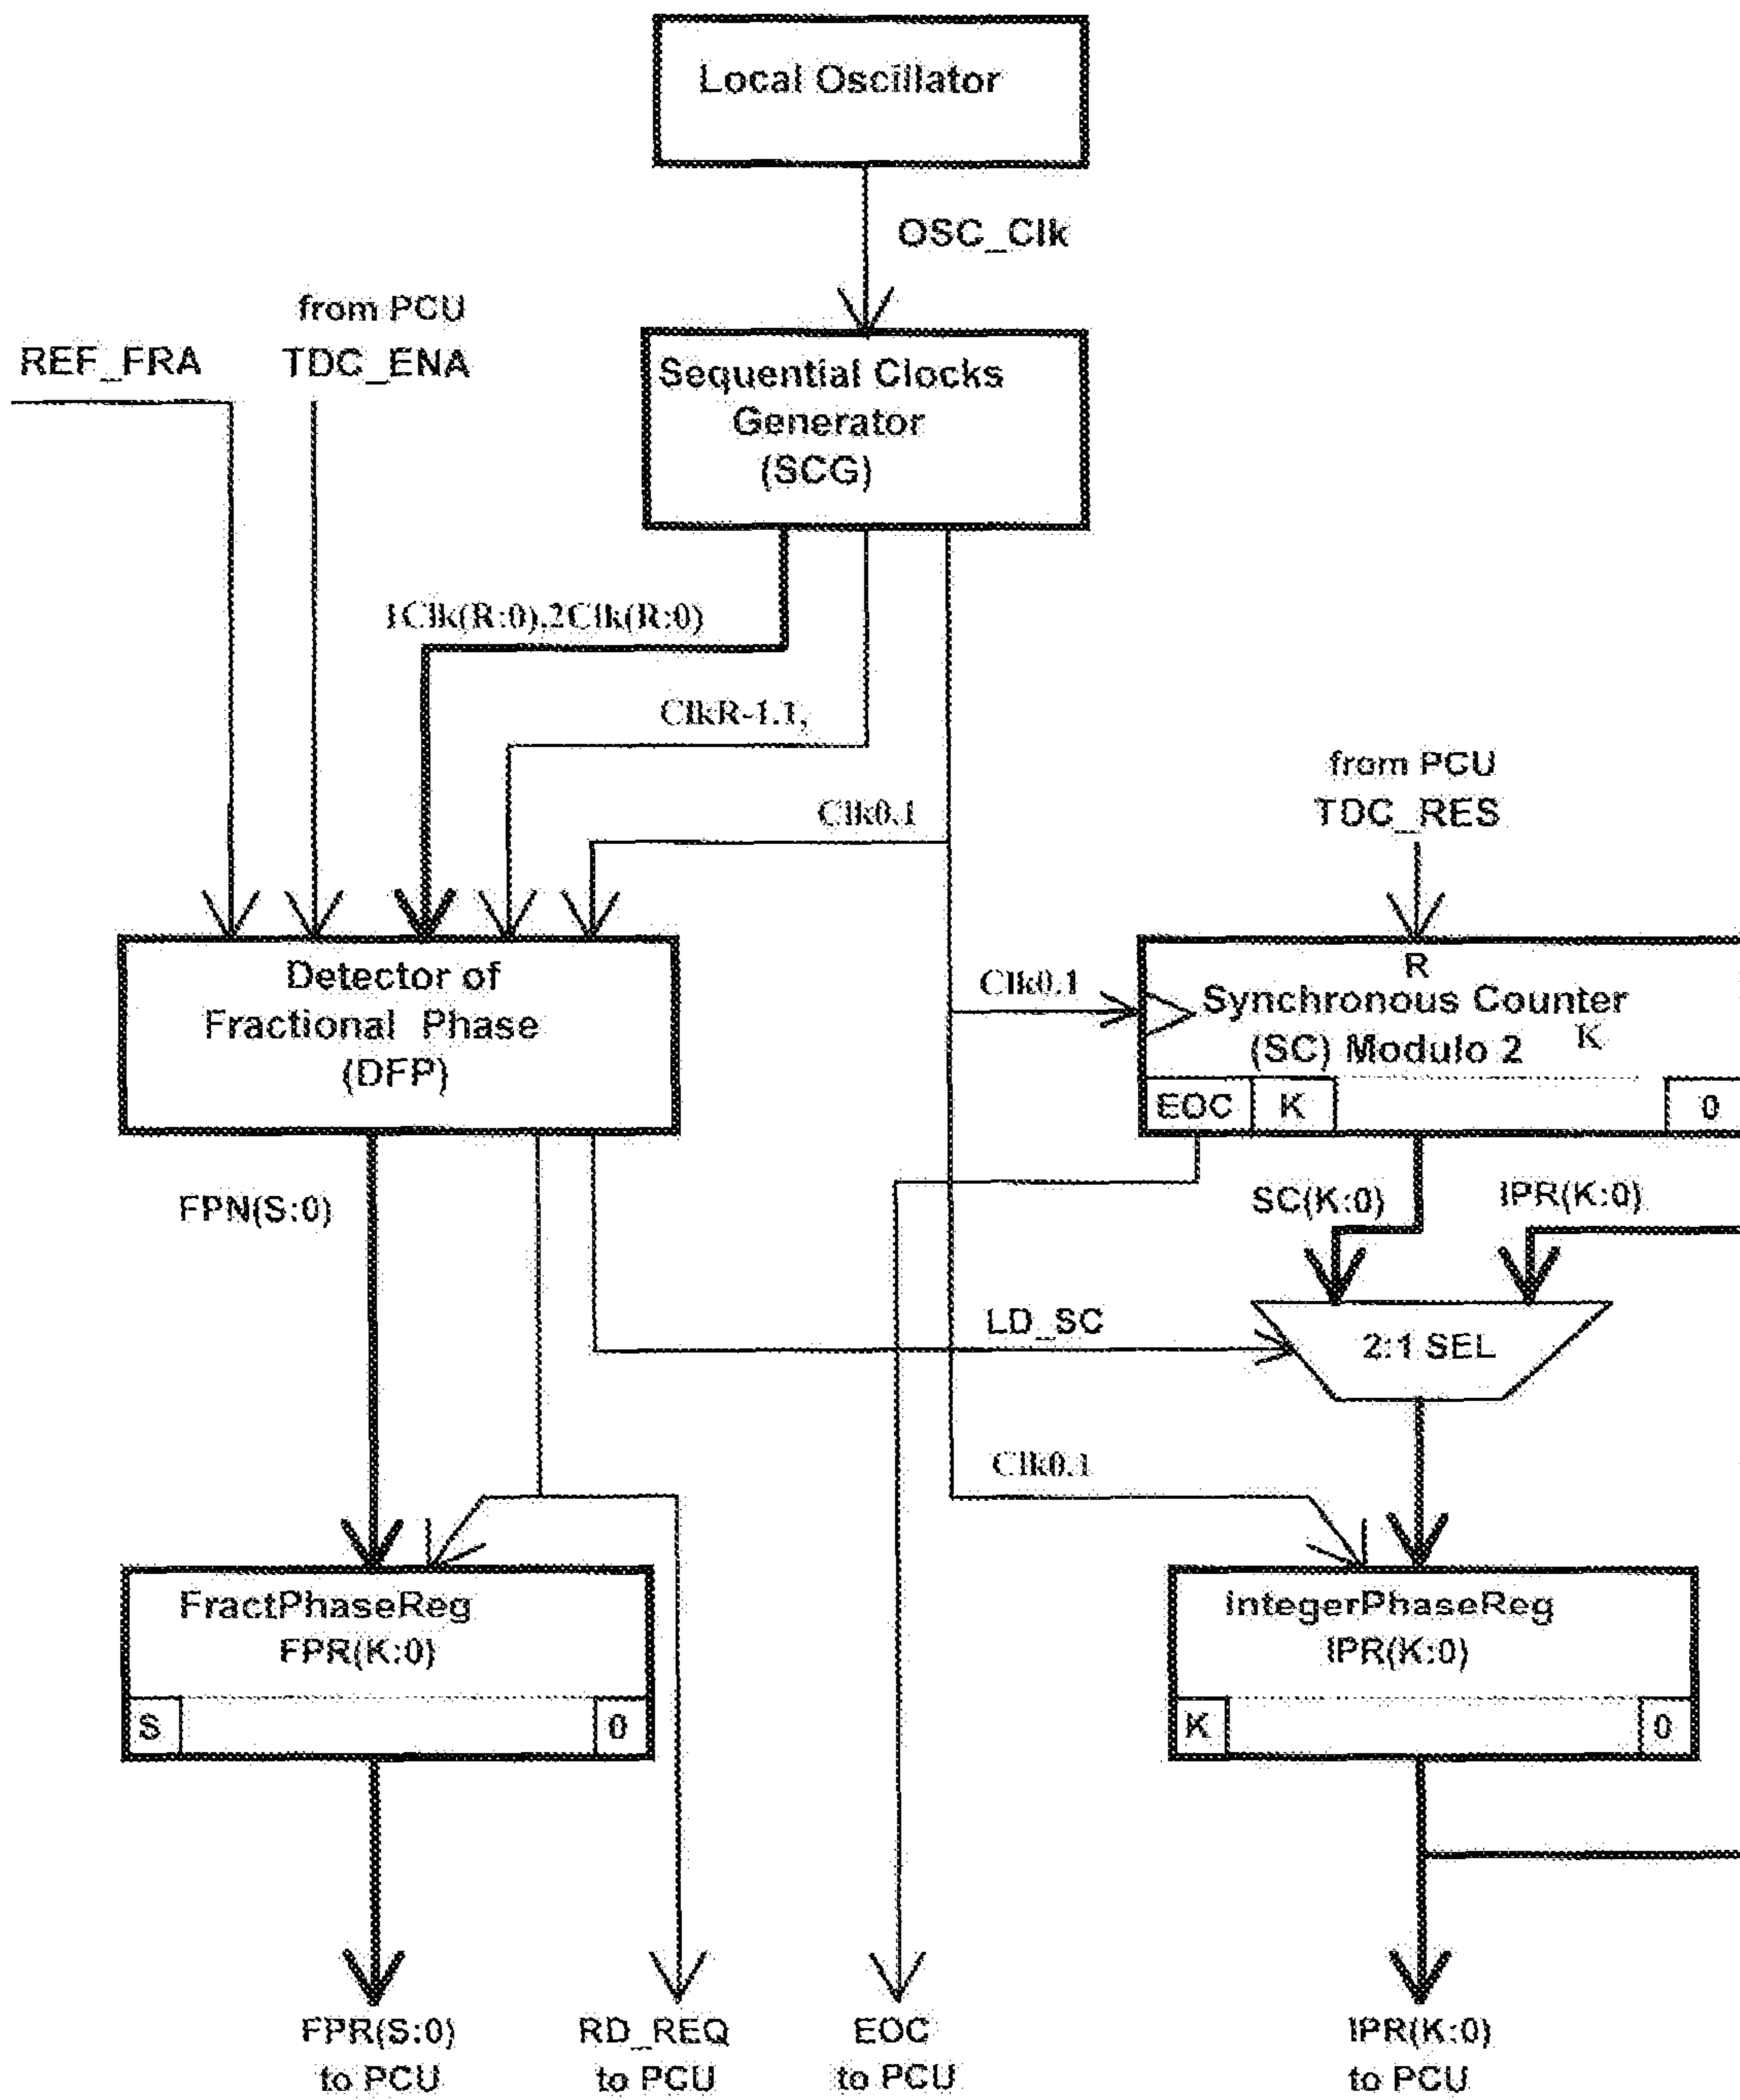 Local Oscillator
OSC_Clk
from PCU
REF_FRA
TDC_ENA
Sequential Clocks
Generator
(SCG)
1Clk(R:0),2Clk(R:0)
ClkR-1.1,
Clk0.1
from PCU
TDC_RES
Detector of
Fractional Phase
(DFP)
Clk0.1
R
Synchronous Counter
(SC) Modulo 2 K
EOC K 0
FPN(S:0)
SC(K:0)
IPR(K:0)
LD_SC
2:1 SEL
Clk0.1
FractPhaseReg
FPR(K:0)
S 0
IntegerPhaseReg
IPR(K:0)
K 0
FPR(S:0)
to PCU
RD_REQ
to PCU
EOC
to PCU
IPR(K:0)
to PCU